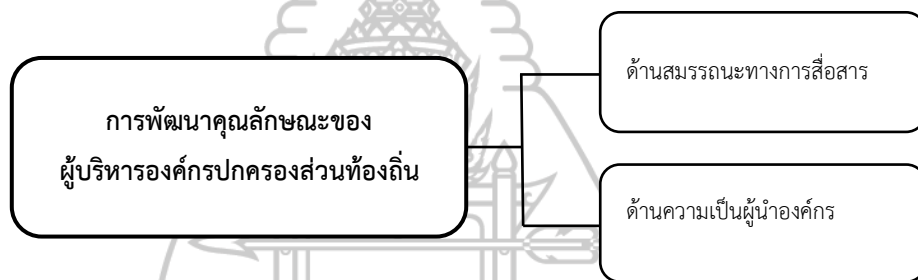 การพัฒนาคุณลักษณะของ
ผู้บริหารองค์กรปกครองส่วนท้องถิ่น
ด้านสมรรถนะทางการสื่อสาร
ด้านความเป็นผู้นำองค์กร